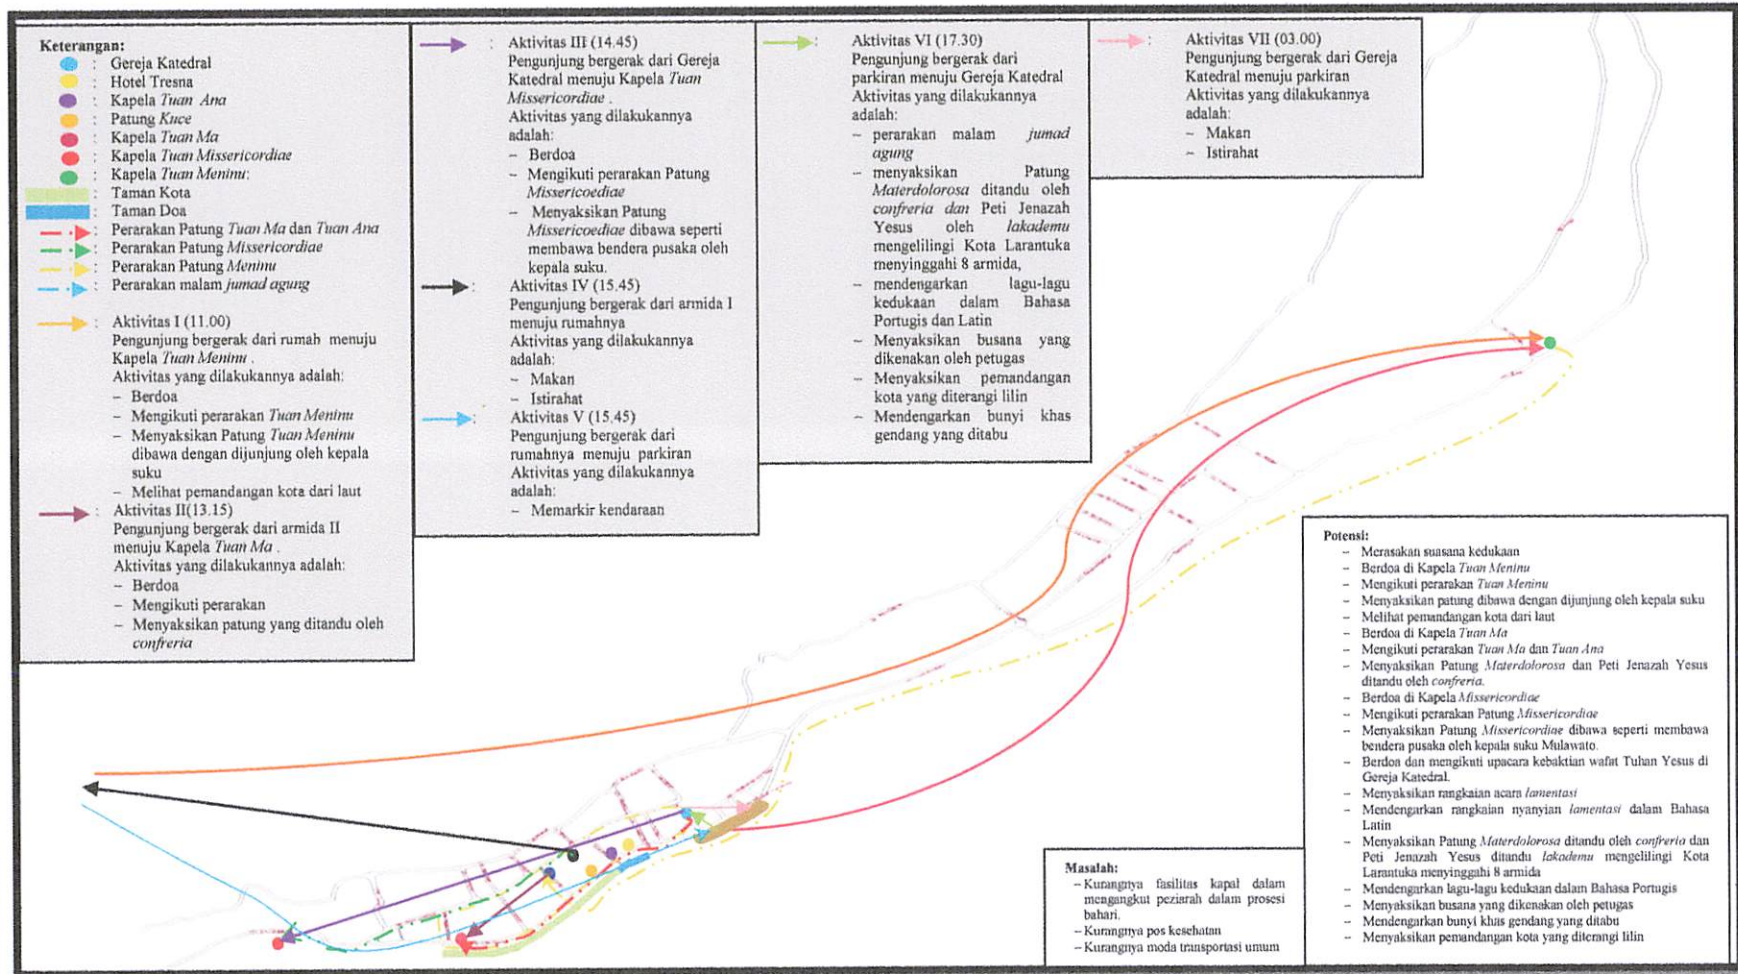 Keterangan:
: Gereja Katedral
: Hotel Tresna
: Kapela Tuan Ana
: Patung Kuce
: Kapela Tuan Ma
: Kapela Tuan Missericordiae
: Kapela Tuan Meninu:
: Taman Kota
: Taman Doa
: Perarakan Patung Tuan Ma dan Tuan Ana
: Perarakan Patung Missericordiae
: Perarakan Patung Meninu
: Perarakan malam jumad agung
: Aktivitas I (11.00)
Pengunjung bergerak dari rumah menuju
Kapela Tuan Meninu .
Aktivitas yang dilakukannya adalah:
– Berdoa
– Mengikuti perarakan Tuan Meninu
– Menyaksikan Patung Tuan Meninu
dibawa dengan dijunjung oleh kepala
suku
– Melihat pemandangan kota dari laut
: Aktivitas II(13.15)
Pengunjung bergerak dari armida II
menuju Kapela Tuan Ma .
Aktivitas yang dilakukannya adalah:
– Berdoa
– Mengikuti perarakan
– Menyaksikan patung yang ditandu oleh
confreria
: Aktivitas III (14.45)
Pengunjung bergerak dari Gereja
Katedral menuju Kapela Tuan
Missericordiae .
Aktivitas yang dilakukannya
adalah:
– Berdoa
– Mengikuti perarakan Patung
Missericoediae
– Menyaksikan Patung
Missericoediae dibawa seperti
membawa bendera pusaka oleh
kepala suku.
: Aktivitas IV (15.45)
Pengunjung bergerak dari armida I
menuju rumahnya
Aktivitas yang dilakukannya
adalah:
– Makan
– Istirahat
: Aktivitas V (15.45)
Pengunjung bergerak dari
rumahnya menuju parkiran
Aktivitas yang dilakukannya
adalah:
– Memarkir kendaraan
: Aktivitas VI (17.30)
Pengunjung bergerak dari
parkiran menuju Gereja Katedral
Aktivitas yang dilakukannya
adalah:
– perarakan malam jumad
agung
– menyaksikan Patung
Materdolorosa ditandu oleh
confreria dan Peti Jenazah
Yesus oleh lakademu
mengelilingi Kota Larantuka
menyinggahi 8 armida,
– mendengarkan lagu-lagu
kedukaan dalam Bahasa
Portugis dan Latin
– Menyaksikan busana yang
dikenakan oleh petugas
– Menyaksikan pemandangan
kota yang diterangi lilin
– Mendengarkan bunyi khas
gendang yang ditabu
: Aktivitas VII (03.00)
Pengunjung bergerak dari Gereja
Katedral menuju parkiran
Aktivitas yang dilakukannya
adalah:
– Makan
– Istirahat
Masalah:
– Kurangnya fasilitas kapal dalam
mengangkut peziarah dalam prosesi
bahari.
– Kurangnya pos kesehatan
– Kurangnya moda transportasi umum
Potensi:
– Merasakan suasana kedukaan
– Berdoa di Kapela Tuan Meninu
– Mengikuti perarakan Tuan Meninu
– Menyaksikan patung dibawa dengan dijunjung oleh kepala suku
– Melihat pemandangan kota dari laut
– Berdoa di Kapela Tuan Ma
– Mengikuti perarakan Tuan Ma dan Tuan Ana
– Menyaksikan Patung Materdolorosa dan Peti Jenazah Yesus
ditandu oleh confreria.
– Berdoa di Kapela Missericordiae
– Mengikuti perarakan Patung Missericordiae
– Menyaksikan Patung Missericordiae dibawa seperti membawa
bendera pusaka oleh kepala suku Mulawato.
– Berdoa dan mengikuti upacara kebaktian wafat Tuhan Yesus di
Gereja Katedral.
– Menyaksikan rangkaian acara lamentasi
– Mendengarkan rangkaian nyanyian lamentasi dalam Bahasa
Latin
– Menyaksikan Patung Materdolorosa ditandu oleh confreria dan
Peti Jenazah Yesus ditandu lakademu mengelilingi Kota
Larantuka menyinggahi 8 armida
– Mendengarkan lagu-lagu kedukaan dalam Bahasa Portugis
– Menyaksikan busana yang dikenakan oleh petugas
– Mendengarkan bunyi khas gendang yang ditabu
– Menyaksikan pemandangan kota yang diterangi lilin